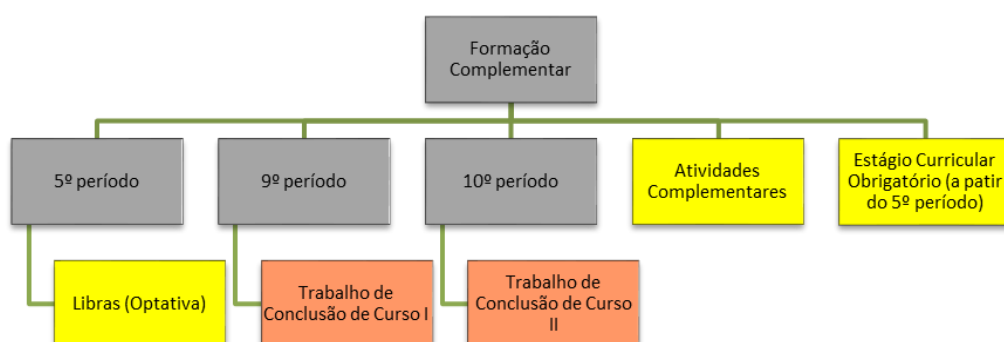 Formação
Complementar
5º período
9º período
10º período
Atividades
Complementares
Estágio Curricular
Obrigatório (a patir
do 5º período)
Libras (Optativa)
Trabalho de
Conclusão de Curso I
Trabalho de
Conclusão de Curso
II